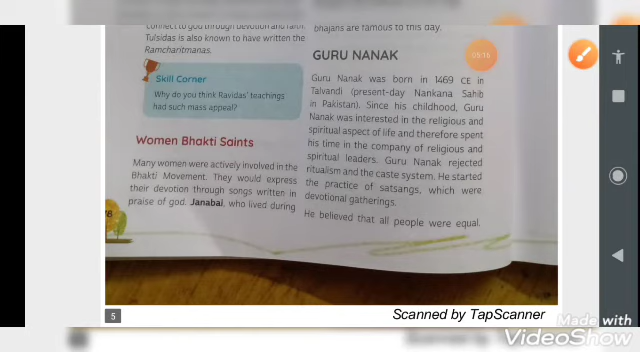 connect to you through devotion and faith.
Tulsidas is also known to have written the
Ramcharitmanas.
Skill Corner
Why do you think Ravidas' teachings
had such mass appeal?
Women Bhakti Saints
Many women were actively involved in the
Bhakti Movement. They would express
their devotion through songs written in
praise of god. Janabai, who lived during
78
bhajans are famous to this day.
GURU NANAK
Guru Nanak was born in 1469 CE in
Talvandi (present-day Nankana Sahib
in Pakistan). Since his childhood, Guru
Nanak was interested in the religious and
spiritual aspect of life and therefore spent
his time in the company of religious and
spiritual leaders. Guru Nanak rejected
ritualism and the caste system. He started
the practice of satsangs, which were
devotional gatherings.
He believed that all people were equal.
05:16
5
Scanned by TapScanner
Made with
VideoShow